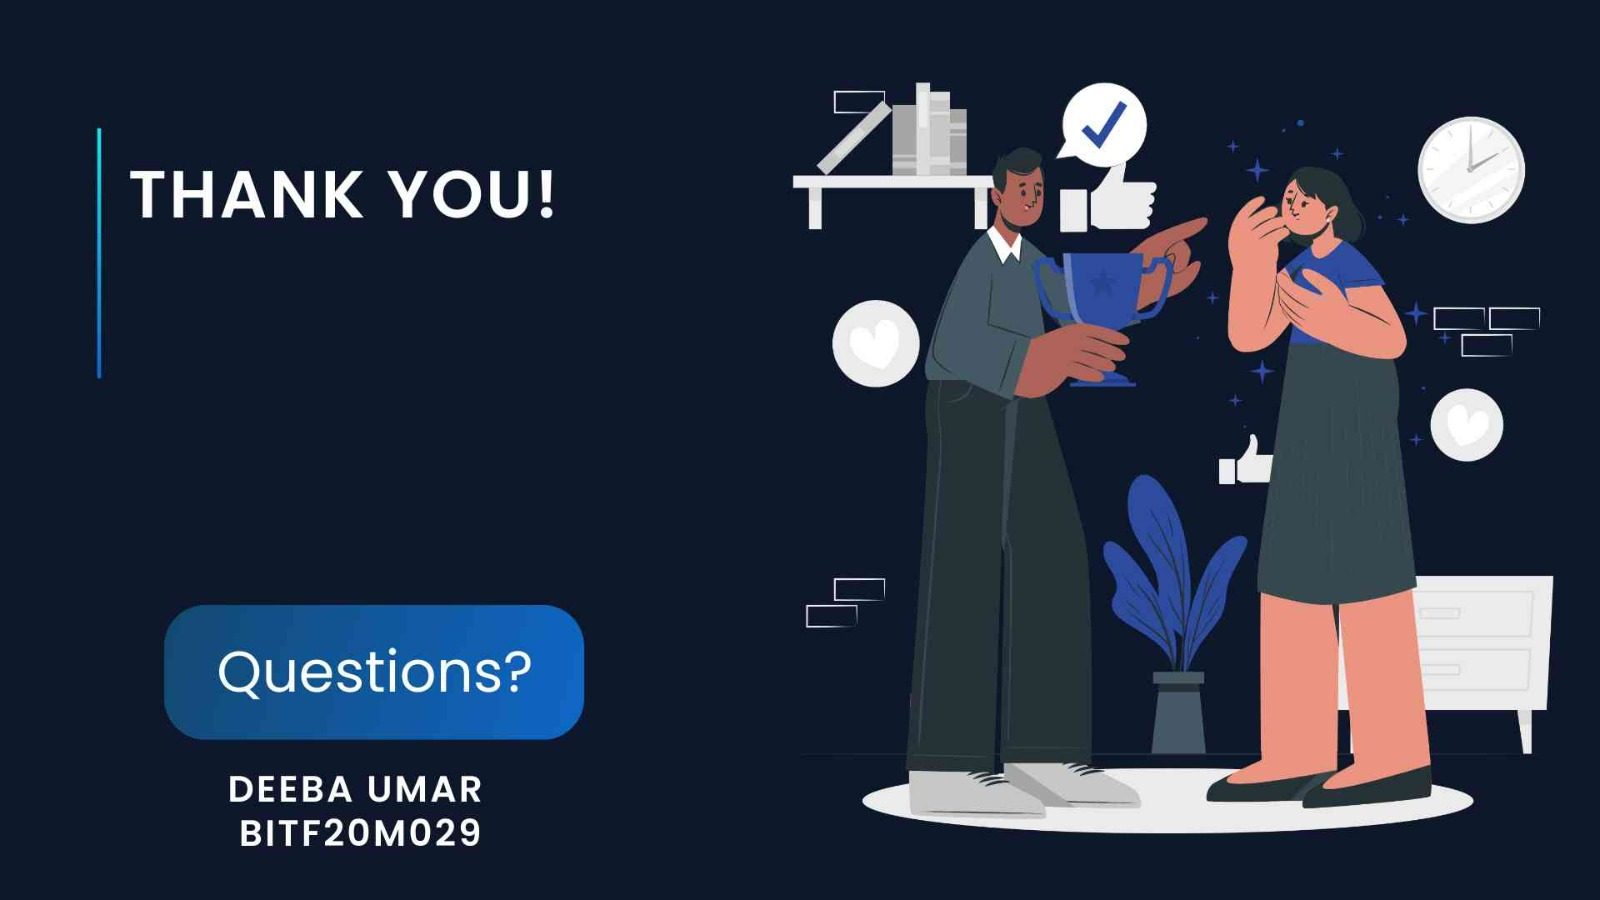 THANK YOU!
Questions?
DEEBA UMAR
BITF20M029